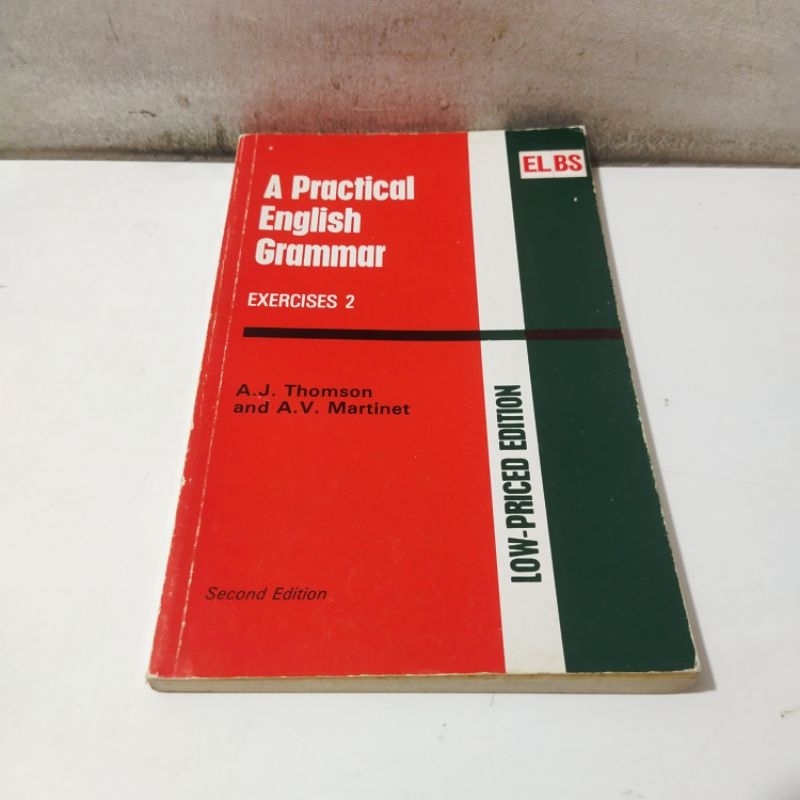 A Practical
English
Grammar
EXERCISES 2
A.J. Thomson
and A.V. Martinet
Second Edition
ELBS
LOW-PRICED EDITION